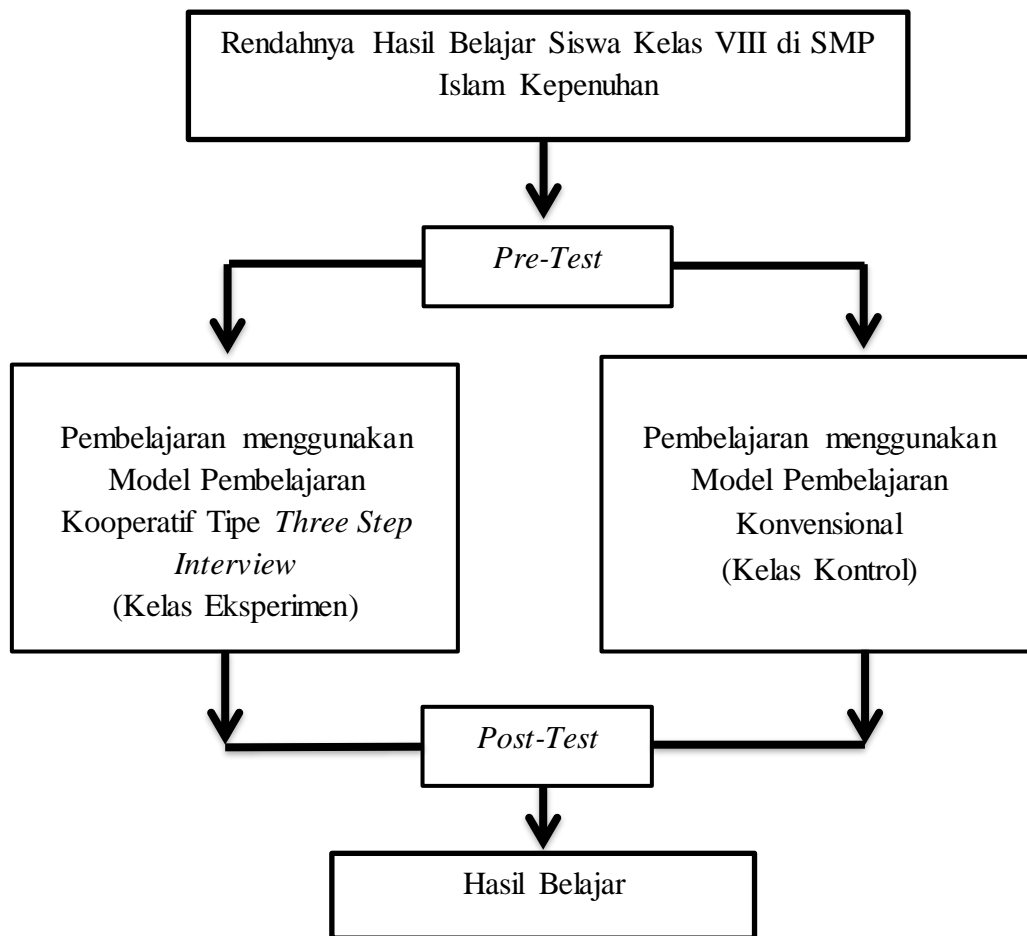 Rendahnya Hasil Belajar Siswa Kelas VIII di SMP
Islam Kepenuhan
Pre-Test
Pembelajaran menggunakan
Model Pembelajaran
Kooperatif Tipe Three Step
Interview
(Kelas Eksperimen)
Pembelajaran menggunakan
Model Pembelajaran
Konvensional
(Kelas Kontrol)
Post-Test
Hasil Belajar